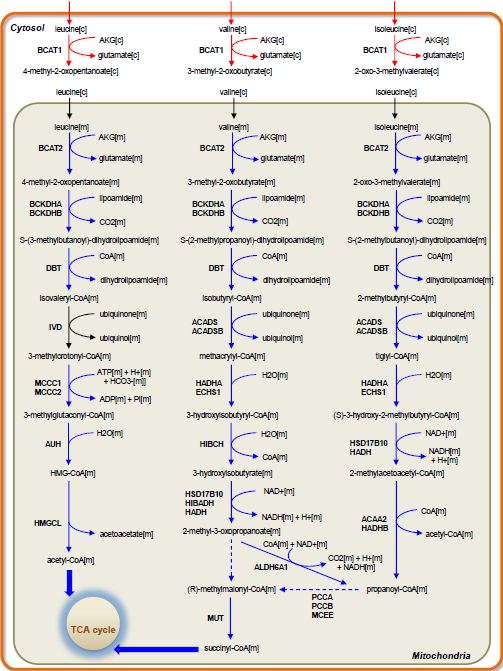 Cytosol
leucine[c] valine[c] isoleucine[c]
BCAT1 AKG[c] BCAT1 AKG[c] BCAT1 AKG[c]
glutamate[c] glutamate[c] glutamate[c]
4-methyl-2-oxopentanoate[c] 3-methyl-2-oxobutyrate[c] 2-oxo-3-methylvalerate[c]
leucine[c] valine[c] isoleucine[c]
leucine[m] valine[m] isoleucine[m]
AKG[m] AKG[m] AKG[m]
BCAT2 BCAT2 BCAT2
glutamate[m] glutamate[m] glutamate[m]
4-methyl-2-oxopentanoate[m] 3-methyl-2-oxobutyrate[m] 2-oxo-3-methylvalerate[m]
BCKDHA lipoamide[m] BCKDHA lipoamide[m] BCKDHA lipoamide[m]
BCKDHB CO2[m] BCKDHB CO2[m] BCKDHB CO2[m]
S-(3-methylbutanoyl)-dihydrolipoamide[m] S-(2-methylpropanoyl)-dihydrolipoamide[m] S-(2-methylbutanoyl)-dihydrolipoamide[m]
CoA[m] CoA[m] CoA[m]
DBT DBT DBT
dihydrolipoamide[m] dihydrolipoamide[m] dihydrolipoamide[m]
isovaleryl-CoA[m] isobutyryl-CoA[m] 2-methylbutyryl-CoA[m]
ubiquinone[m] ACADS ubiquinone[m] ACADS ubiquinone[m]
IVD ACADSB ACADSB
ubiquinol[m] ubiquinol[m] ubiquinol[m]
3-methylcrotonyl-CoA[m] methacrylyl-CoA[m] tiglyl-CoA[m]
ATP[m] + H+[m] H2O[m] H2O[m]
+ HCO3-[m]]
MCCC1 HADHA HADHA
MCCC2 ECHS1 ECHS1
ADP[m] + PI[m]
3-methylglutaconyl-CoA[m] 3-hydroxyisobutyryl-CoA[m] (S)-3-hydroxy-2-methylbutyryl-CoA[m]
H2O[m] H2O[m] NAD+[m]
AUH HIBCH HSD17B10
CoA[m] HADH NADH[m]
+ H+[m]
HMG-CoA[m] 3-hydroxyisobutyrate[m] 2-methylacetoacetyl-CoA[m]
HSD17B10 NAD+[m]
HIBADH
HADH NADH[m] + H+[m]
HMGCL ACAA2 CoA[m]
HADHB
acetoacetate[m] 2-methyl-3-oxopropanoate[m] acetyl-CoA[m]
CoA[m] + NAD+[m]
acetyl-CoA[m] CO2[m] + H+[m]
ALDH6A1 + NADH[m]
(R)-methylmalonyl-CoA[m] propanoyl-CoA[m]
PCCA
PCCB
MCEE
MUT
TCA cycle
succinyl-CoA[m]
Mitochondria